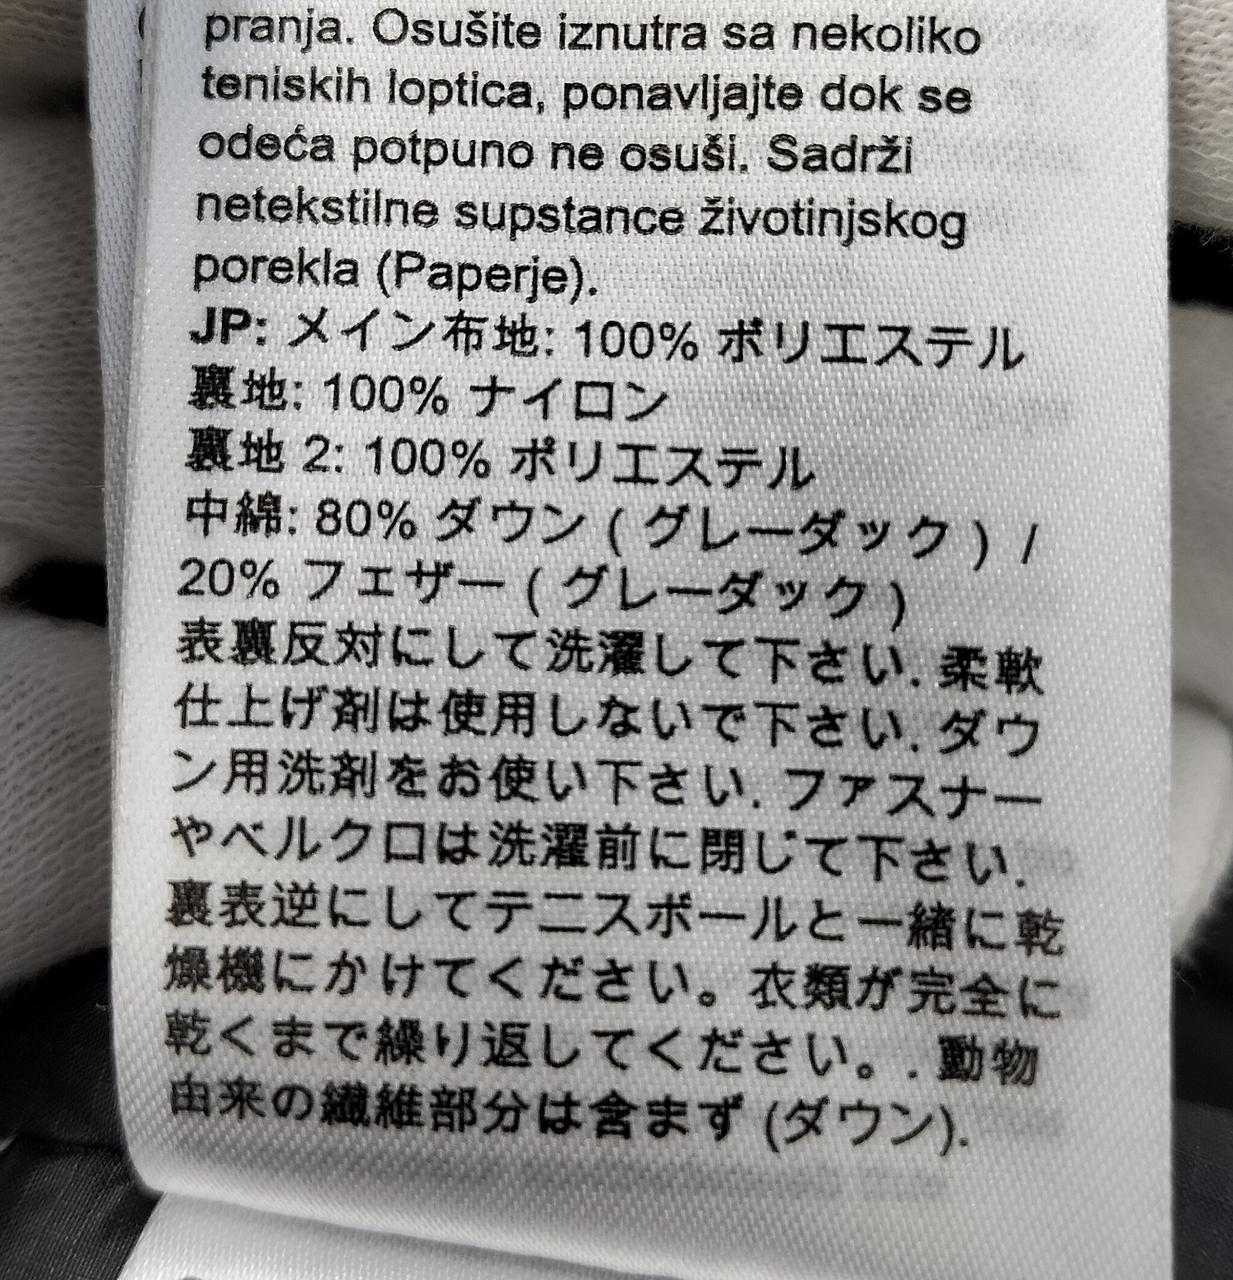 pranja. Osušite iznutra sa nekoliko
teniskih loptica, ponavljajte dok se
odeća potpuno ne osuši. Sadrži
netekstilne supstance životinjskog
porekla (Paperje).
JP: メイン布地: 100% ポリエステル
裏地: 100% ナイロン
裏地 2: 100% ポリエステル
中綿: 80% ダウン ( グレーダック ) /
20% フェザー ( グレーダック )
表裏反対にして洗濯して下さい. 柔軟
仕上げ剤は使用しないで下さい. ダウ
ン用洗剤をお使い下さい. ファスナー
やベルクロは洗濯前に閉じて下さい.
裏表逆にしてテニスボールと一緒に乾
燥機にかけてください。衣類が完全に
乾くまで繰り返してください。. 動物
由来の繊維部分は含まず (ダウン).